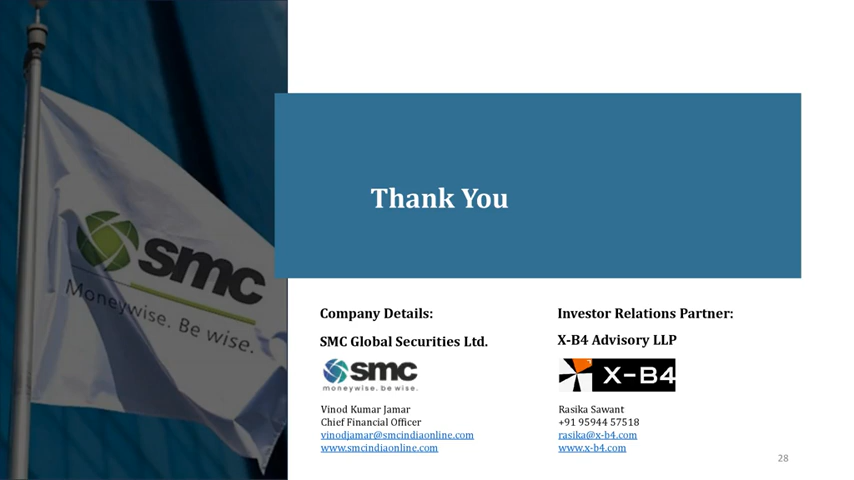 smc
Moneywise. Be wise.
Thank You
Company Details:
SMC Global Securities Ltd.
smc
moneywise. be wise.
Vinod Kumar Jamar
Chief Financial Officer
vinodjamar@smcindiaonline.com
www.smcindiaonline.com
Investor Relations Partner:
X-B4 Advisory LLP
X-B4
Rasika Sawant
+91 95944 57518
rasika@x-b4.com
www.x-b4.com
28